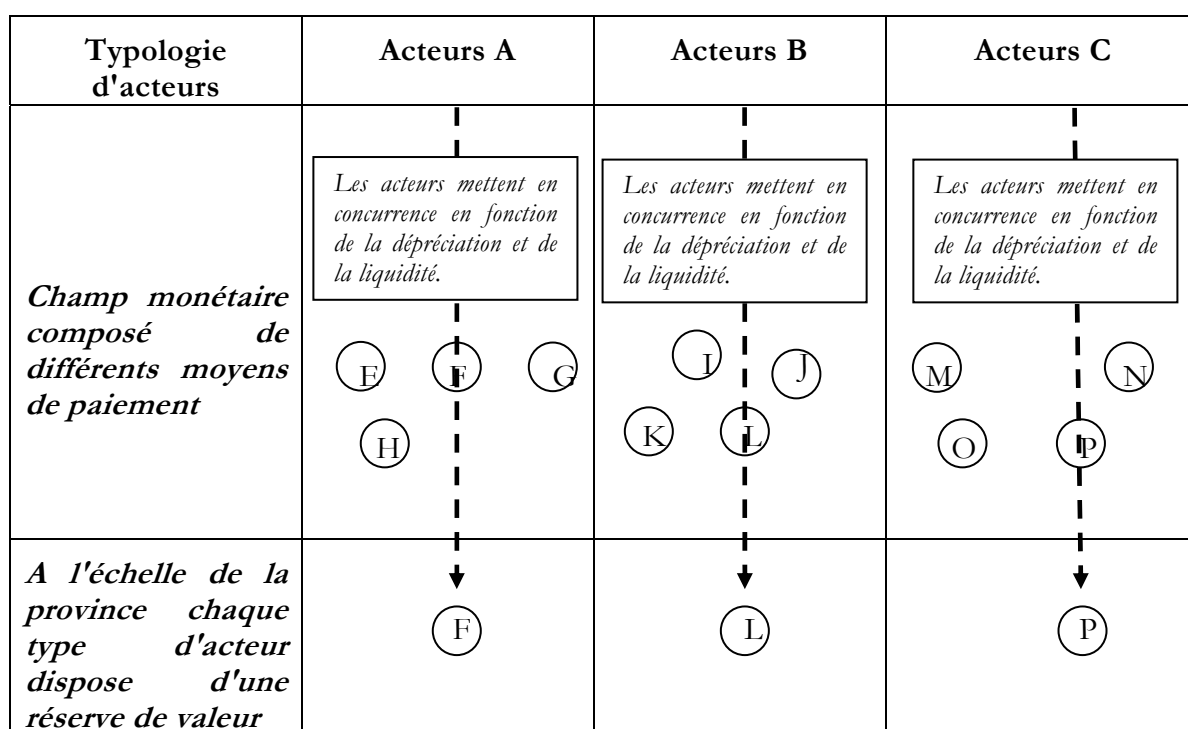 Typologie
d'acteurs
Acteurs A
Acteurs B
Acteurs C
Champ monétaire
composé de
différents moyens
de paiement
Les acteurs mettent en
concurrence en fonction
de la dépréciation et de
la liquidité.
E
F
G
H
Les acteurs mettent en
concurrence en fonction
de la dépréciation et de
la liquidité.
I
J
K
L
Les acteurs mettent en
concurrence en fonction
de la dépréciation et de
la liquidité.
M
N
O
P
A l'échelle de la
province chaque
type d'acteur
dispose d'une
réserve de valeur
F
L
P